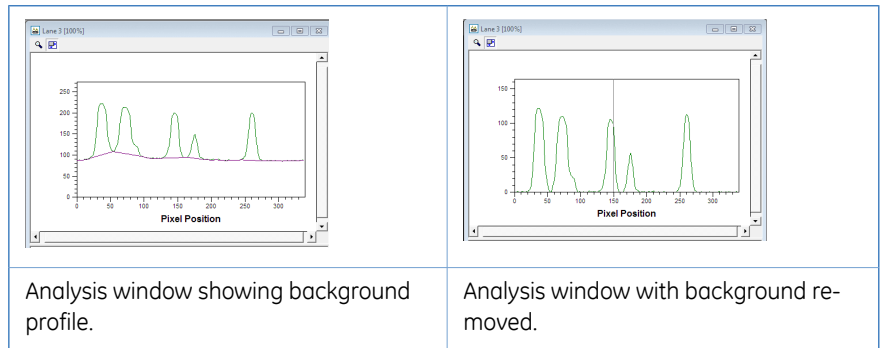 Lane 3 [100%]
250
200
150
100
50
0
0 50 100 150 200 250 300
Pixel Position
Analysis window showing background
profile.
Lane 3 [100%]
150
100
50
0
0 50 100 150 200 250 300
Pixel Position
Analysis window with background re-
moved.